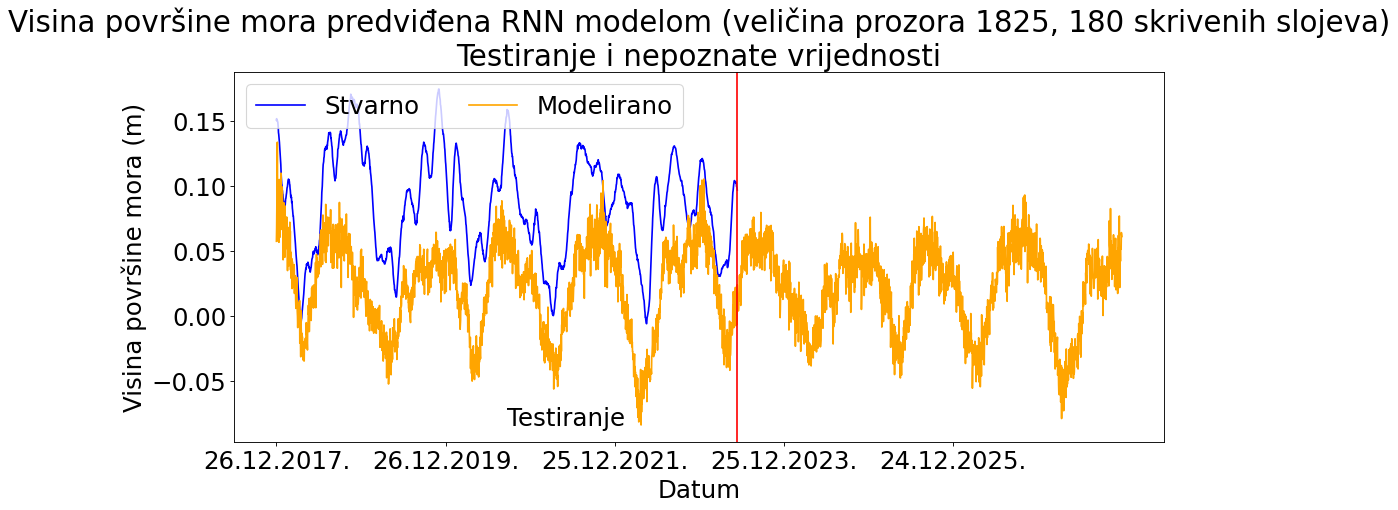 Visina površine mora predviđena RNN modelom (veličina prozora 1825, 180 skrivenih slojeva)
Testiranje i nepoznate vrijednosti
Stvarno
Modelirano
Visina površine mora (m)
0.15
0.10
0.05
0.00
−0.05
Testiranje
26.12.2017.
26.12.2019.
25.12.2021.
25.12.2023.
24.12.2025.
Datum